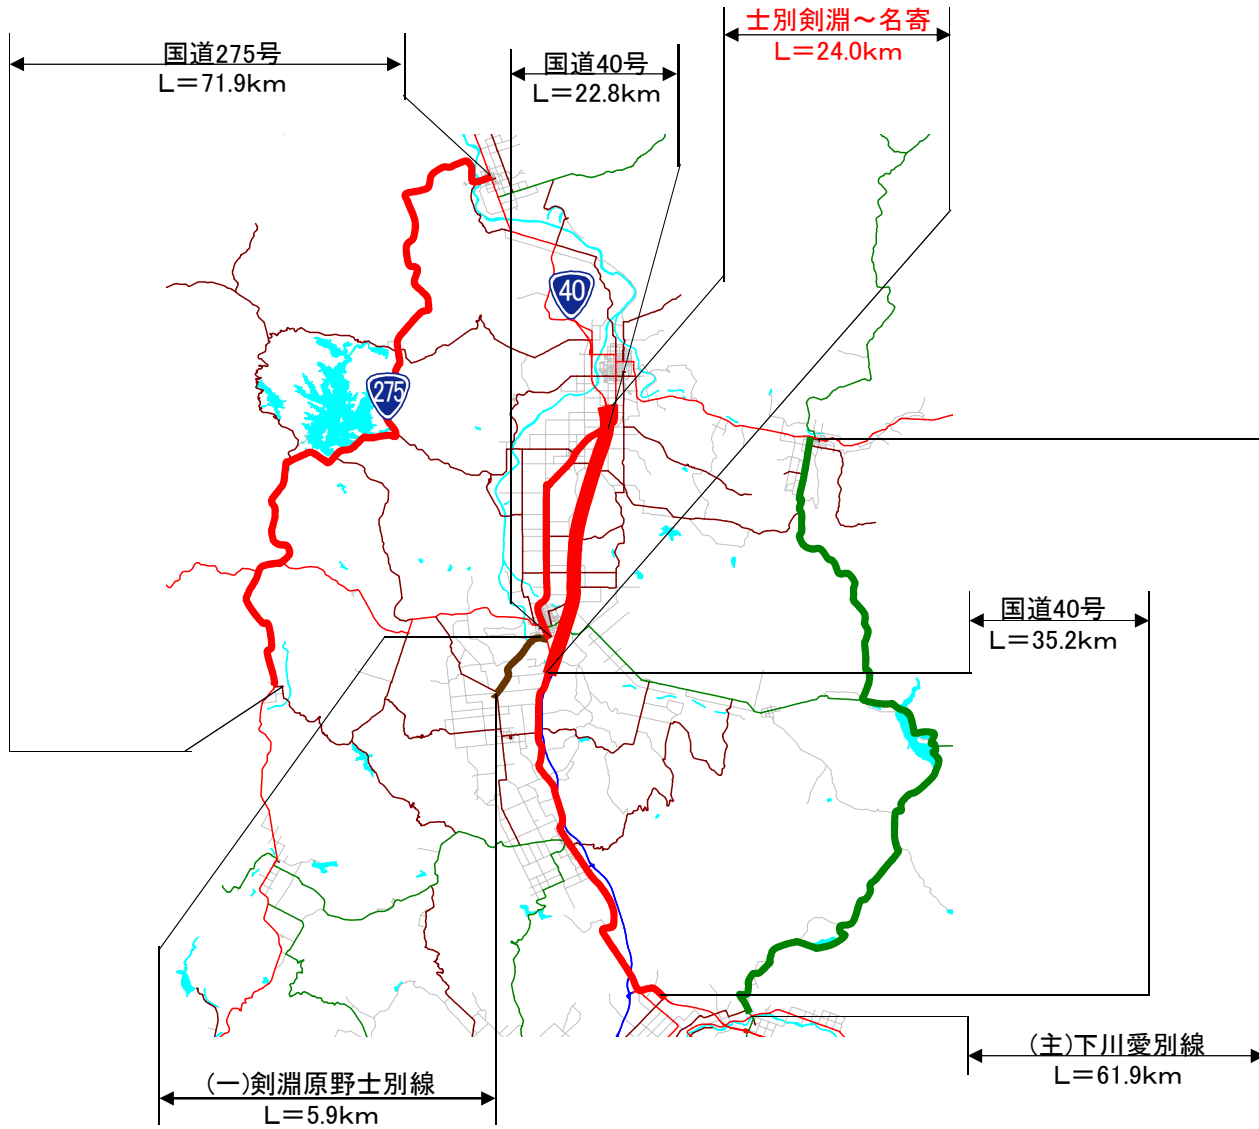 士別剣淵～名寄
L=24.0km
国道275号
L=71.9km
国道40号
L=22.8km
40
275
国道40号
L=35.2km
(主)下川愛別線
L=61.9km
(一)剣淵原野士別線
L=5.9km